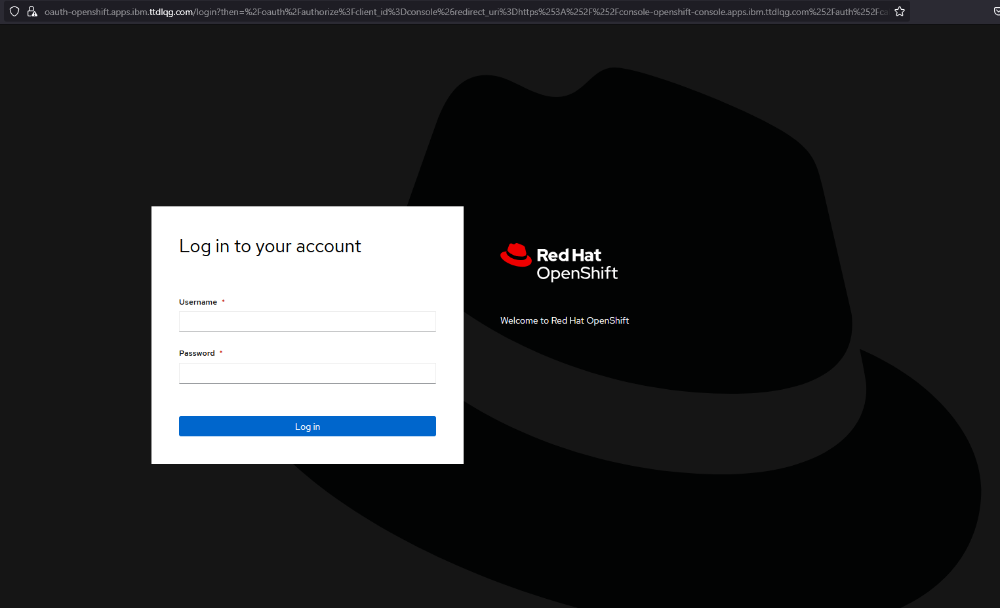 oauth-openshift.apps.ibm.ttdlqg.com/login?then=%2Foauth%2Fauthorize%3Fclient_id%3Dconsole%26redirect_uri%3Dhttps%253A%252F%252Fconsole-openshift-console.apps.ibm.ttdlqg.com%252Fauth%252Fca
Log in to your account
Red Hat
OpenShift
Username *
Welcome to Red Hat OpenShift
Password *
Log in